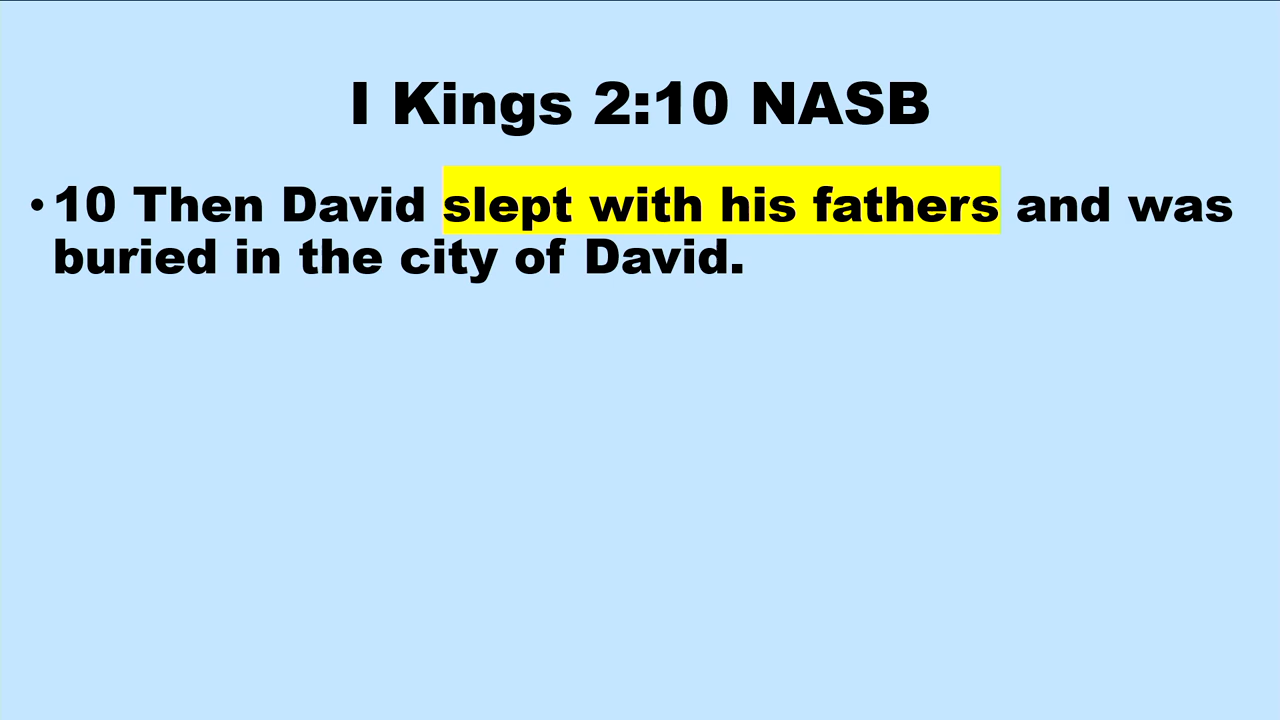 I Kings 2:10 NASB
• 10 Then David slept with his fathers and was
buried in the city of David.